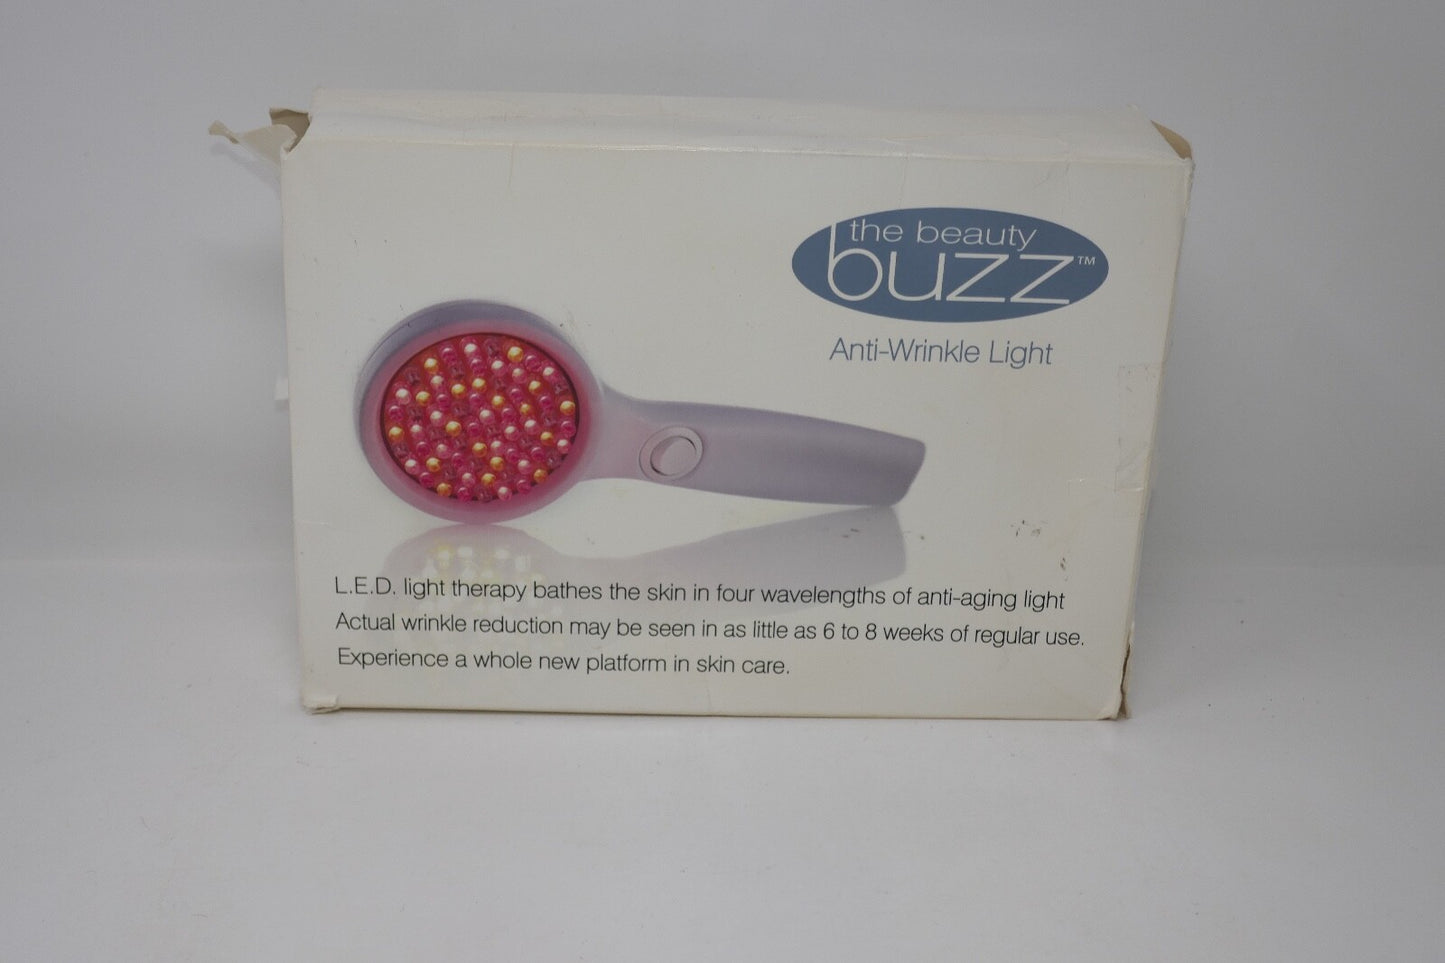 the beauty
buzz™
Anti-Wrinkle Light
L.E.D. light therapy bathes the skin in four wavelengths of anti-aging light
Actual wrinkle reduction may be seen in as little as 6 to 8 weeks of regular use.
Experience a whole new platform in skin care.